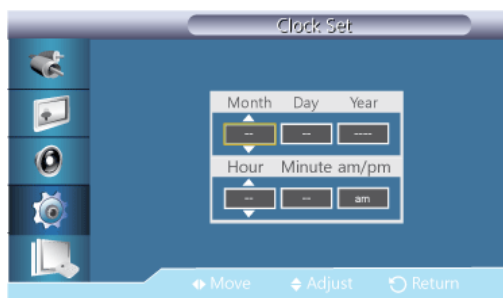 Clock Set
Month Day Year
-- -- ----
Hour Minute am/pm
-- -- am
Move Adjust Return